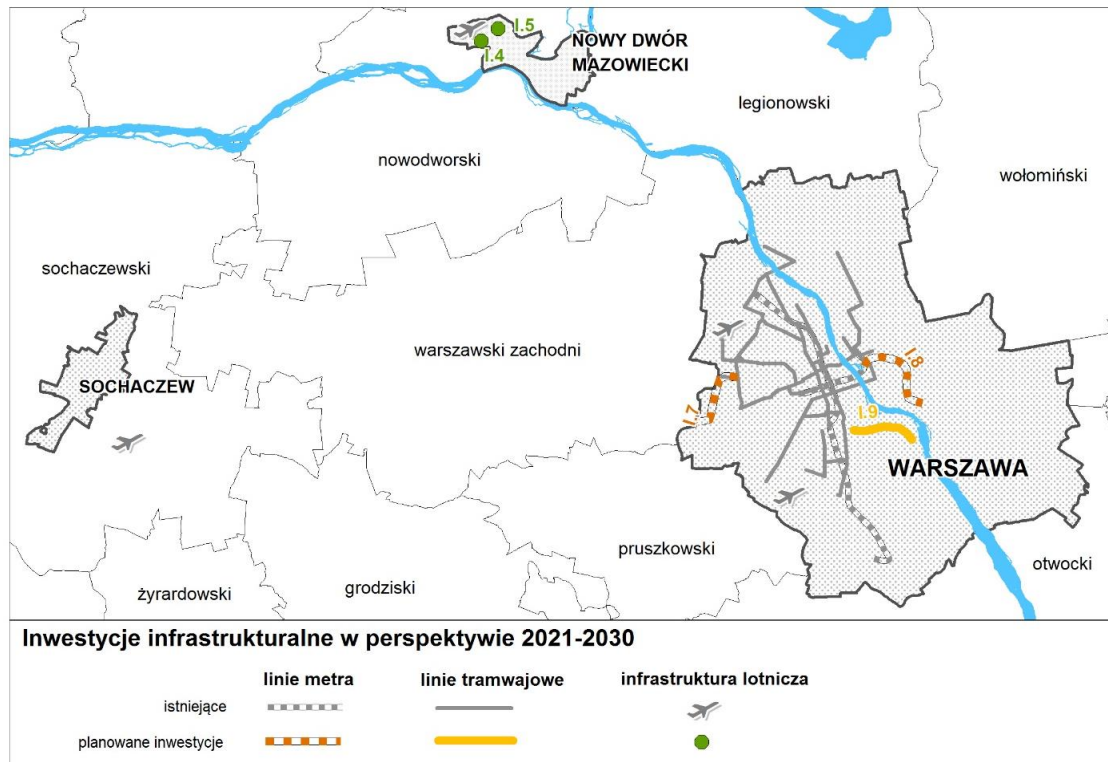 I.5
I.4
NOWY DWÓR
MAZOWIECKI
legionowski
nowodworski
wołomiński
sochaczewski
warszawski zachodni
SOCHACZEW
I.8
I.7
I.9
WARSZAWA
pruszkowski
otwocki
żyrardowski
grodziski
Inwestycje infrastrukturalne w perspektywie 2021-2030
linie metra linie tramwajowe infrastruktura lotnicza
istniejące
planowane inwestycje